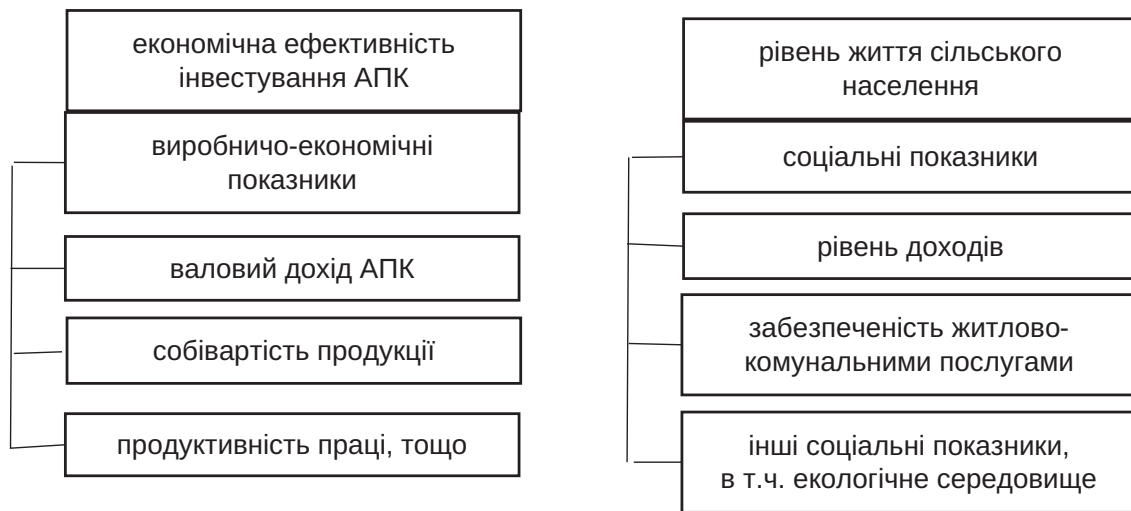 економічна ефективність
інвестування АПК
виробничо-економічні
показники
валовий дохід АПК
собівартість продукції
продуктивність праці, тощо
рівень життя сільського
населення
соціальні показники
рівень доходів
забезпеченість житлово-
комунальними послугами
інші соціальні показники,
в т.ч. екологічне середовище